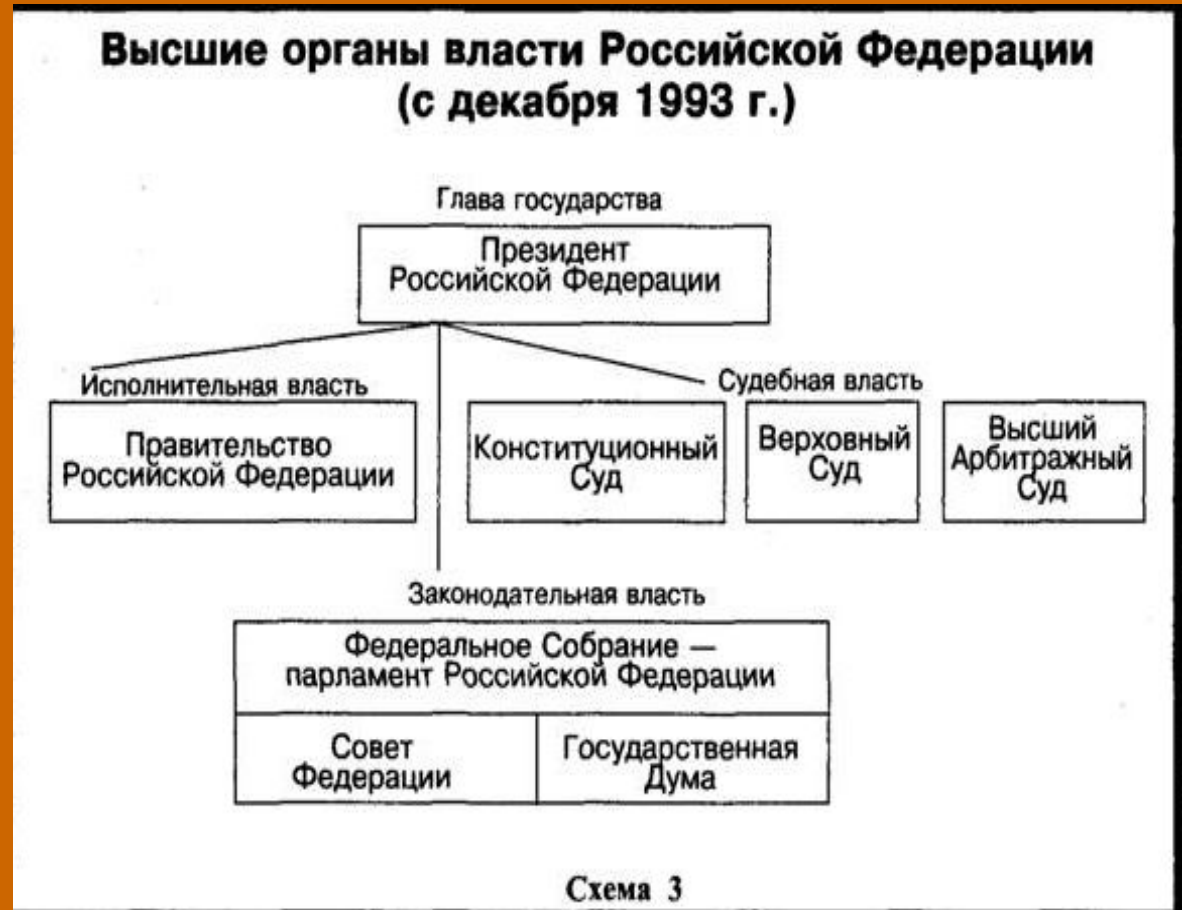 Высшие органы власти Российской Федерации
(с декабря 1993 г.)
Глава государства
Президент
Российской Федерации
Исполнительная власть
Правительство
Российской Федерации
Судебная власть
Конституционный
Суд
Верховный
Суд
Высший
Арбитражный
Суд
Законодательная власть
Федеральное Собрание —
парламент Российской Федерации
Совет
Федерации
Государственная
Дума
Схема 3